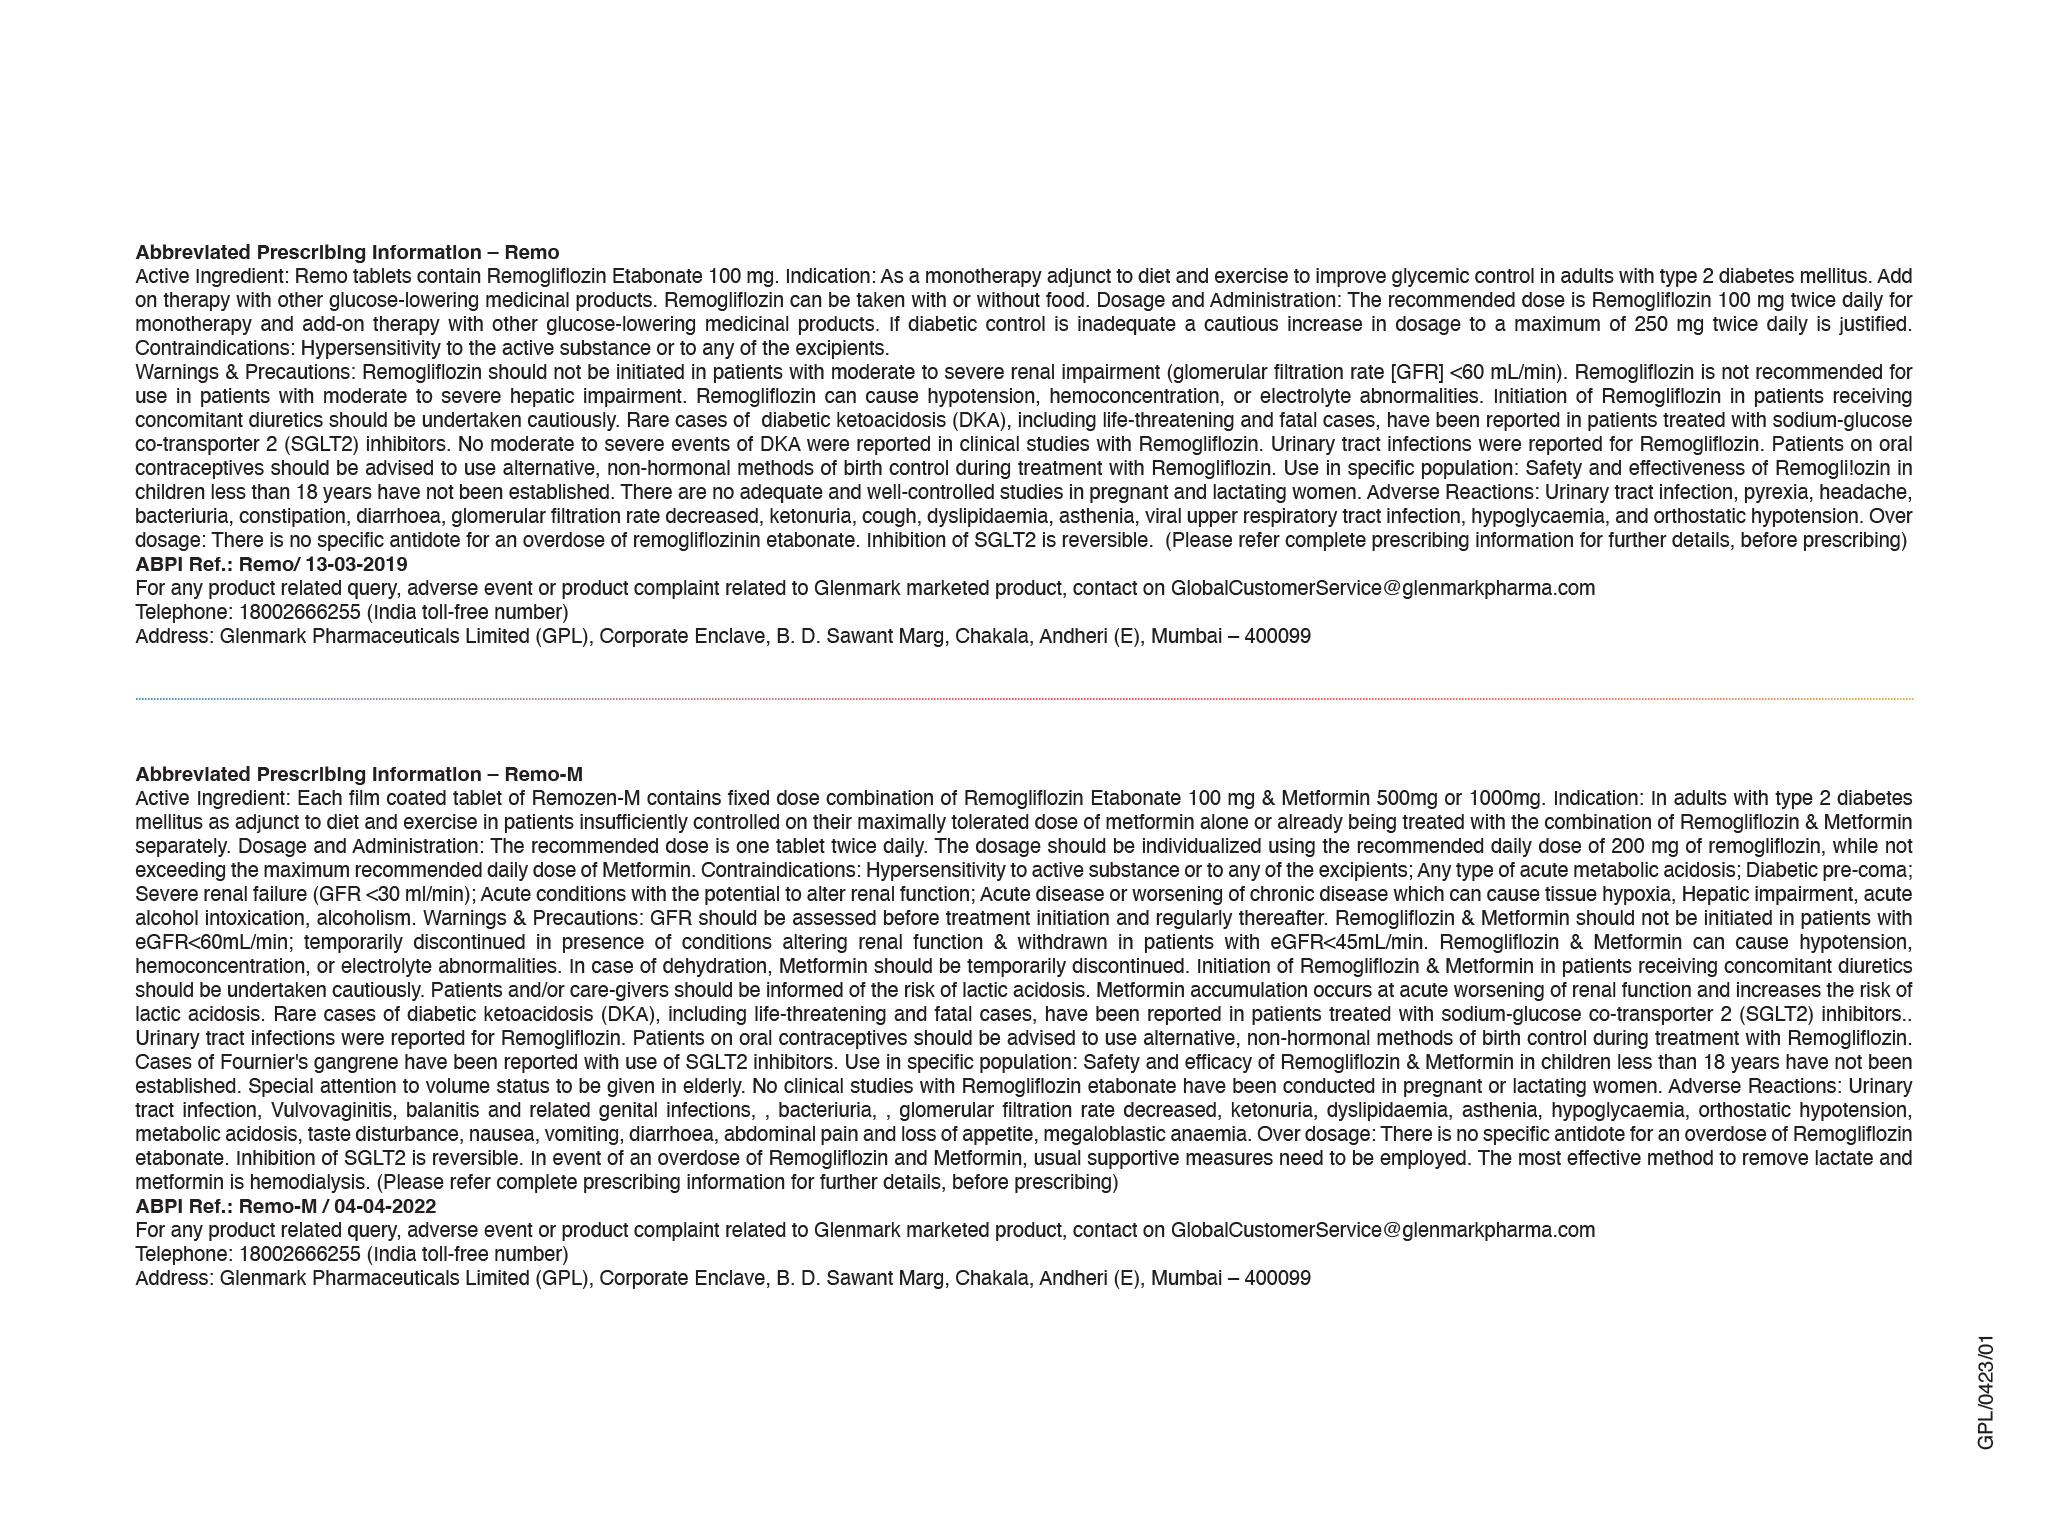 Abbreviated Prescribing Information – Remo
Active Ingredient: Remo tablets contain Remogliflozin Etabonate 100 mg. Indication: As a monotherapy adjunct to diet and exercise to improve glycemic control in adults with type 2 diabetes mellitus. Add
on therapy with other glucose-lowering medicinal products. Remogliflozin can be taken with or without food. Dosage and Administration: The recommended dose is Remogliflozin 100 mg twice daily for
monotherapy and add-on therapy with other glucose-lowering medicinal products. If diabetic control is inadequate a cautious increase in dosage to a maximum of 250 mg twice daily is justified.
Contraindications: Hypersensitivity to the active substance or to any of the excipients.
Warnings & Precautions: Remogliflozin should not be initiated in patients with moderate to severe renal impairment (glomerular filtration rate [GFR] <60 mL/min). Remogliflozin is not recommended for
use in patients with moderate to severe hepatic impairment. Remogliflozin can cause hypotension, hemoconcentration, or electrolyte abnormalities. Initiation of Remogliflozin in patients receiving
concomitant diuretics should be undertaken cautiously. Rare cases of diabetic ketoacidosis (DKA), including life-threatening and fatal cases, have been reported in patients treated with sodium-glucose
co-transporter 2 (SGLT2) inhibitors. No moderate to severe events of DKA were reported in clinical studies with Remogliflozin. Urinary tract infections were reported for Remogliflozin. Patients on oral
contraceptives should be advised to use alternative, non-hormonal methods of birth control during treatment with Remogliflozin. Use in specific population: Safety and effectiveness of Remogli!ozin in
children less than 18 years have not been established. There are no adequate and well-controlled studies in pregnant and lactating women. Adverse Reactions: Urinary tract infection, pyrexia, headache,
bacteriuria, constipation, diarrhoea, glomerular filtration rate decreased, ketonuria, cough, dyslipidaemia, asthenia, viral upper respiratory tract infection, hypoglycaemia, and orthostatic hypotension. Over
dosage: There is no specific antidote for an overdose of remogliflozinin etabonate. Inhibition of SGLT2 is reversible. (Please refer complete prescribing information for further details, before prescribing)
ABPI Ref.: Remo/ 13-03-2019
For any product related query, adverse event or product complaint related to Glenmark marketed product, contact on GlobalCustomerService@glenmarkpharma.com
Telephone: 18002666255 (India toll-free number)
Address: Glenmark Pharmaceuticals Limited (GPL), Corporate Enclave, B. D. Sawant Marg, Chakala, Andheri (E), Mumbai – 400099
Abbreviated Prescribing Information – Remo-M
Active Ingredient: Each film coated tablet of Remozen-M contains fixed dose combination of Remogliflozin Etabonate 100 mg & Metformin 500mg or 1000mg. Indication: In adults with type 2 diabetes
mellitus as adjunct to diet and exercise in patients insufficiently controlled on their maximally tolerated dose of metformin alone or already being treated with the combination of Remogliflozin & Metformin
separately. Dosage and Administration: The recommended dose is one tablet twice daily. The dosage should be individualized using the recommended daily dose of 200 mg of remogliflozin, while not
exceeding the maximum recommended daily dose of Metformin. Contraindications: Hypersensitivity to active substance or to any of the excipients; Any type of acute metabolic acidosis; Diabetic pre-coma;
Severe renal failure (GFR <30 ml/min); Acute conditions with the potential to alter renal function; Acute disease or worsening of chronic disease which can cause tissue hypoxia, Hepatic impairment, acute
alcohol intoxication, alcoholism. Warnings & Precautions: GFR should be assessed before treatment initiation and regularly thereafter. Remogliflozin & Metformin should not be initiated in patients with
eGFR<60mL/min; temporarily discontinued in presence of conditions altering renal function & withdrawn in patients with eGFR<45mL/min. Remogliflozin & Metformin can cause hypotension,
hemoconcentration, or electrolyte abnormalities. In case of dehydration, Metformin should be temporarily discontinued. Initiation of Remogliflozin & Metformin in patients receiving concomitant diuretics
should be undertaken cautiously. Patients and/or care-givers should be informed of the risk of lactic acidosis. Metformin accumulation occurs at acute worsening of renal function and increases the risk of
lactic acidosis. Rare cases of diabetic ketoacidosis (DKA), including life-threatening and fatal cases, have been reported in patients treated with sodium-glucose co-transporter 2 (SGLT2) inhibitors..
Urinary tract infections were reported for Remogliflozin. Patients on oral contraceptives should be advised to use alternative, non-hormonal methods of birth control during treatment with Remogliflozin.
Cases of Fournier's gangrene have been reported with use of SGLT2 inhibitors. Use in specific population: Safety and efficacy of Remogliflozin & Metformin in children less than 18 years have not been
established. Special attention to volume status to be given in elderly. No clinical studies with Remogliflozin etabonate have been conducted in pregnant or lactating women. Adverse Reactions: Urinary
tract infection, Vulvovaginitis, balanitis and related genital infections, , bacteriuria, , glomerular filtration rate decreased, ketonuria, dyslipidaemia, asthenia, hypoglycaemia, orthostatic hypotension,
metabolic acidosis, taste disturbance, nausea, vomiting, diarrhoea, abdominal pain and loss of appetite, megaloblastic anaemia. Over dosage: There is no specific antidote for an overdose of Remogliflozin
etabonate. Inhibition of SGLT2 is reversible. In event of an overdose of Remogliflozin and Metformin, usual supportive measures need to be employed. The most effective method to remove lactate and
metformin is hemodialysis. (Please refer complete prescribing information for further details, before prescribing)
ABPI Ref.: Remo-M / 04-04-2022
For any product related query, adverse event or product complaint related to Glenmark marketed product, contact on GlobalCustomerService@glenmarkpharma.com
Telephone: 18002666255 (India toll-free number)
Address: Glenmark Pharmaceuticals Limited (GPL), Corporate Enclave, B. D. Sawant Marg, Chakala, Andheri (E), Mumbai – 400099
GPL/0423/01